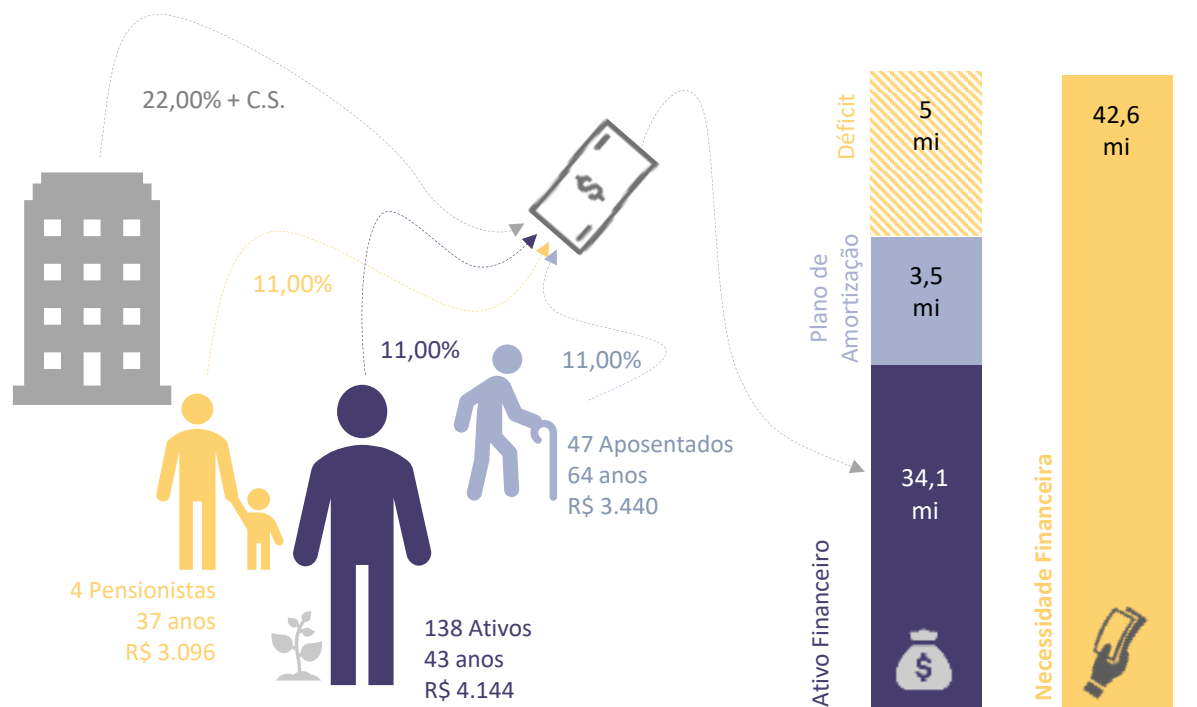 22,00% + C.S.
11,00%
11,00%
11,00%
$
4 Pensionistas
37 anos
R$ 3.096
138 Ativos
43 anos
R$ 4.144
47 Aposentados
64 anos
R$ 3.440
Déficit
5
mi
Plano de
Amortização
3,5
mi
Ativo Financeiro
34,1
mi
$
Necessidade Financeira
42,6
mi